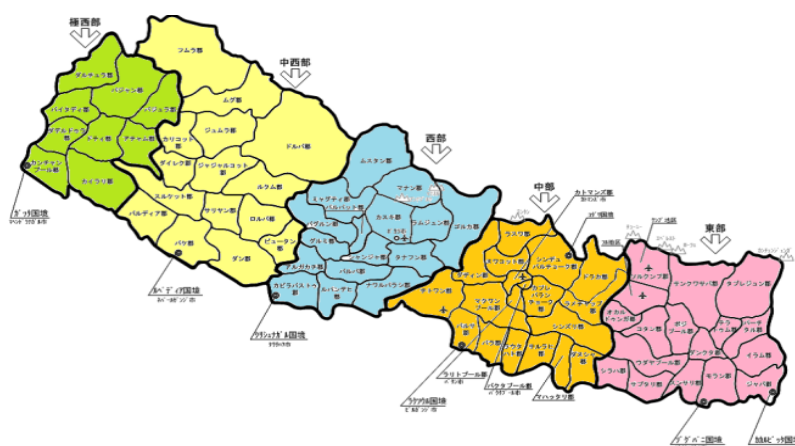 極西部
ダルチュラ郡
バジャン郡
バイタディ郡
バジュラ郡
ダデルドゥラ郡
ドティ郡
アチャム郡
カンチャンプール郡
カイラリ郡
ガッダ国境
中西部
フムラ郡
ムグ郡
カリコット郡
ジュムラ郡
ドルパ郡
ダイレク郡
ジャジャルコット郡
ルクム郡
スルケット郡
サリヤン郡
ロルパ郡
バルディア郡
ピュータン郡
バケ郡
ダン郡
西部
ムスタン郡
マナン郡
ミャグディ郡
パルバット郡
カスキ郡
ラムジュン郡
ゴルカ郡
バグルン郡
グルミ郡
シャンジャ郡
タナフン郡
アルガカチ郡
パルパ郡
カピラバストゥ郡
ルパンデヒ郡
ナワルパラシ郡
中部
カトマンズ郡
ラスワ郡
ヌワコット郡
シンデュパルチョーク郡
ダディン郡
ドラカ郡
チトワン郡
マクワンプール郡
カブレパランチョーク郡
ラメチャップ郡
シンズリ郡
パルサ郡
バラ郡
ラウタハト郡
サルラヒ郡
ダヌシャ郡
ラリトプール郡
バクタプール郡
マハッタリ郡
東部
ソルクンブ郡
サンクワサバ郡
タプレジュン郡
オカルドゥンガ郡
コタン郡
ボジプール郡
テラトゥム郡
パーチタル郡
ウダヤプール郡
ダンクタ郡
イラム郡
シラハ郡
サプタリ郡
スンサリ郡
モラン郡
ジャパ郡